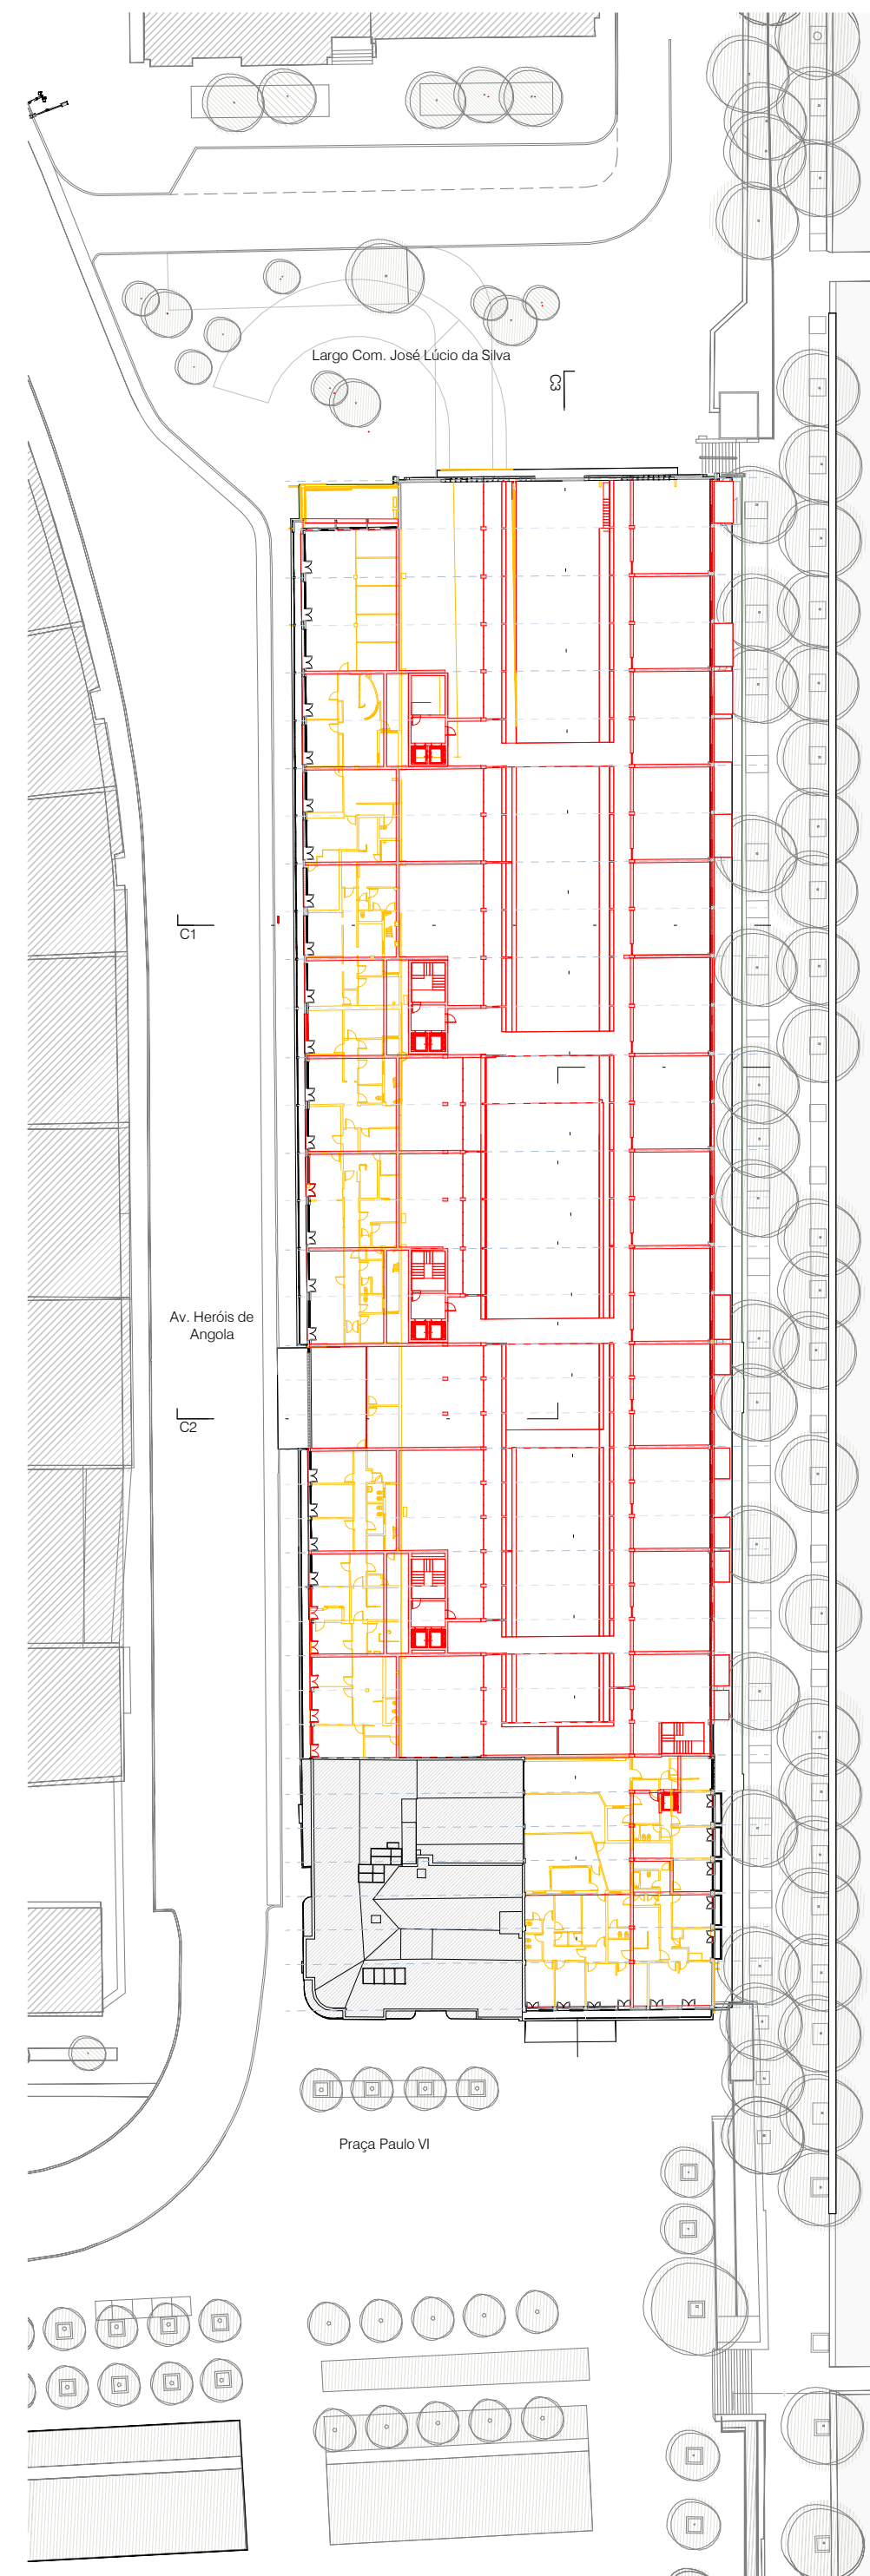 Largo Com. José Lúcio da Silva
C3
C1
Av. Heróis de
Angola
C2
Praça Paulo VI